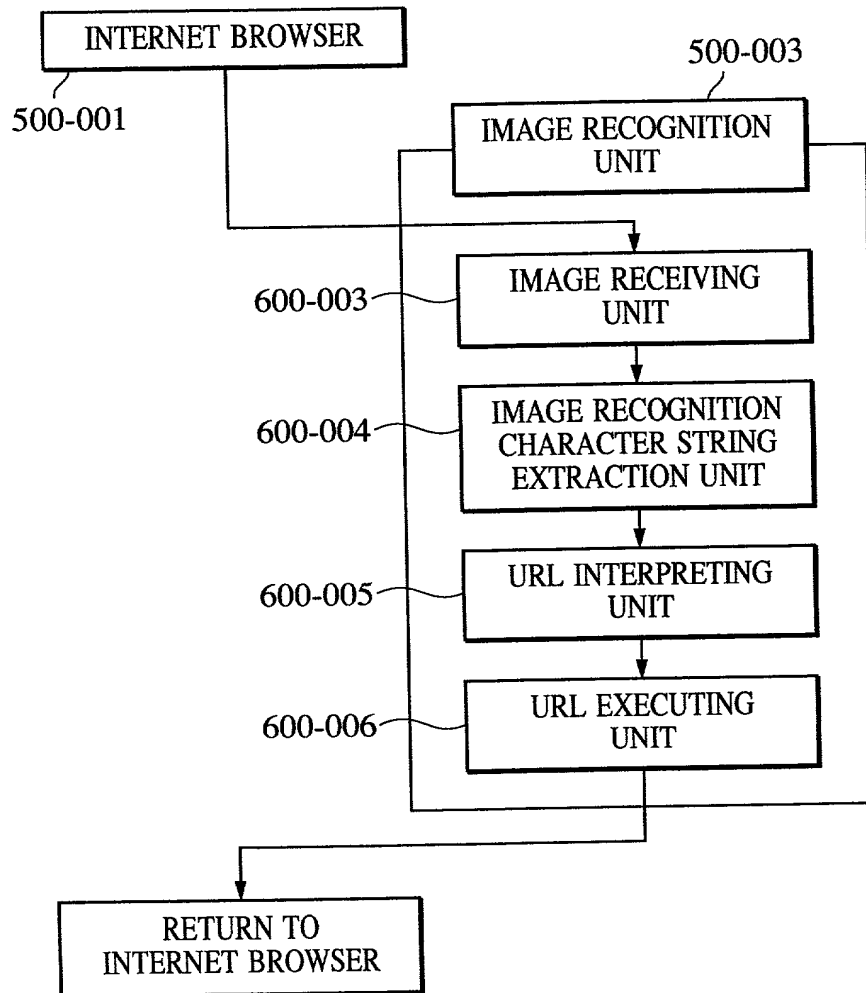 INTERNET BROWSER
500-001
500-003
IMAGE RECOGNITION
UNIT
600-003
IMAGE RECEIVING
UNIT
600-004
IMAGE RECOGNITION
CHARACTER STRING
EXTRACTION UNIT
600-005
URL INTERPRETING
UNIT
600-006
URL EXECUTING
UNIT
RETURN TO
INTERNET BROWSER